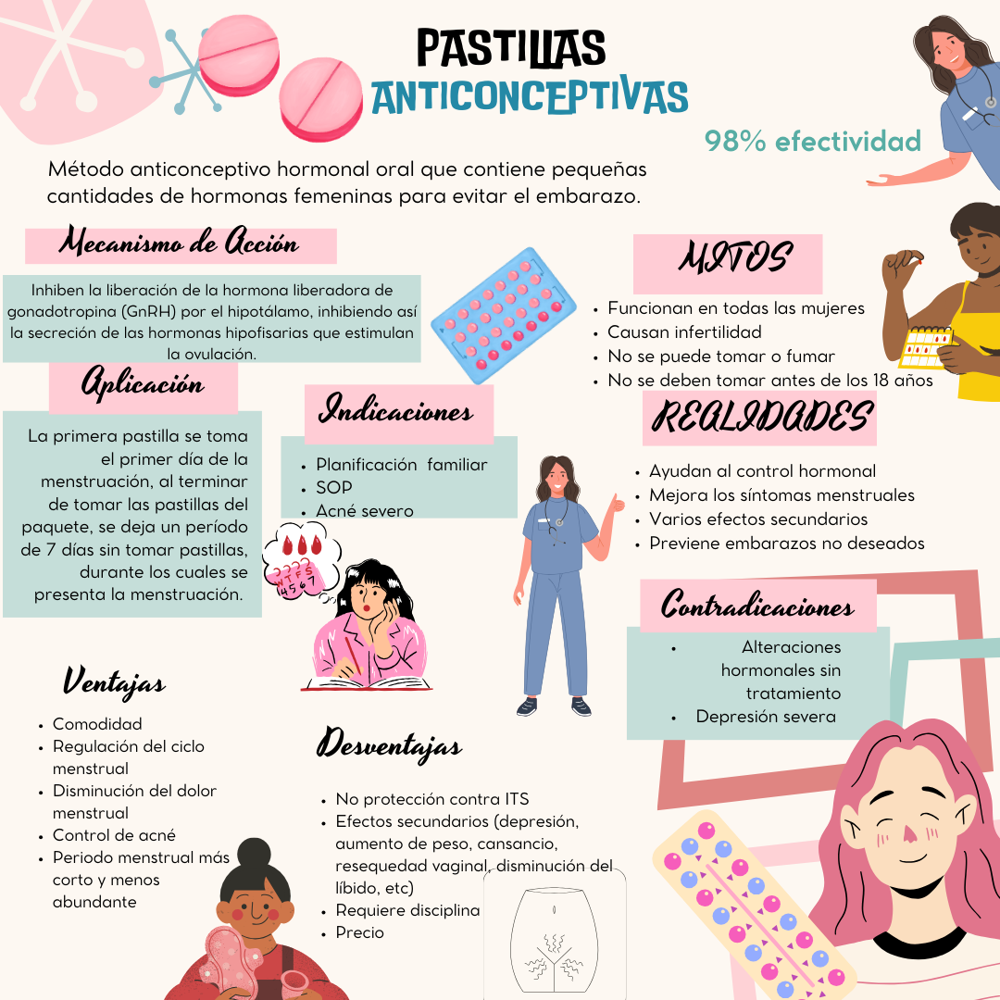 PASTILLAS
ANTICONCEPTIVAS
98% efectividad
Método anticonceptivo hormonal oral que contiene pequeñas
cantidades de hormonas femeninas para evitar el embarazo.
Mecanismo de Acción
Inhiben la liberación de la hormona liberadora de
gonadotropina (GnRH) por el hipotálamo, inhibiendo así
la secreción de las hormonas hipofisarias que estimulan
la ovulación.
Aplicación
La primera pastilla se toma
el primer día de la
menstruación, al terminar
de tomar las pastillas del
paquete, se deja un período
de 7 días sin tomar pastillas,
durante los cuales se
presenta la menstruación.
Indicaciones
• Planificación familiar
• SOP
• Acné severo
W T F S
4 5 6 7
MITOS
• Funcionan en todas las mujeres
• Causan infertilidad
• No se puede tomar o fumar
• No se deben tomar antes de los 18 años
REALIDADES
• Ayudan al control hormonal
• Mejora los síntomas menstruales
• Varios efectos secundarios
• Previene embarazos no deseados
Contradicaciones
• Alteraciones
hormonales sin
tratamiento
• Depresión severa
Ventajas
• Comodidad
• Regulación del ciclo
menstrual
• Disminución del dolor
menstrual
• Control de acné
• Periodo menstrual más
corto y menos
abundante
Desventajas
• No protección contra ITS
• Efectos secundarios (depresión,
aumento de peso, cansancio,
resequedad vaginal, disminución del
líbido, etc)
• Requiere disciplina
• Precio